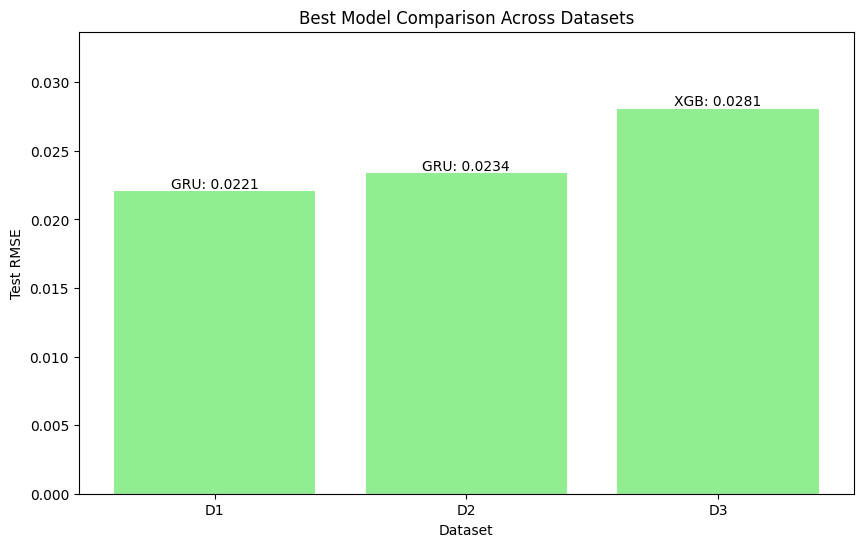 Best Model Comparison Across Datasets
Test RMSE
0.030
0.025
0.020
0.015
0.010
0.005
0.000
GRU: 0.0221
GRU: 0.0234
XGB: 0.0281
D1
D2
D3
Dataset